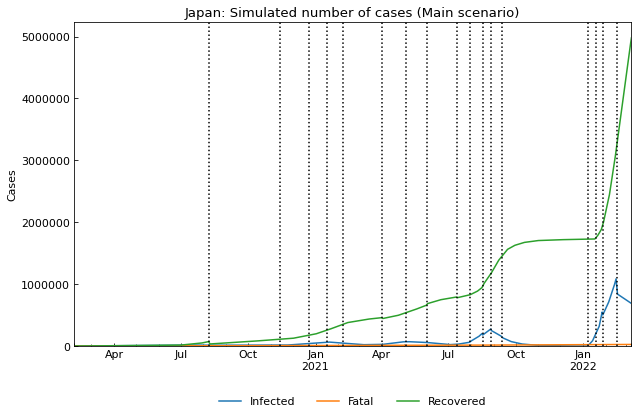 Japan: Simulated number of cases (Main scenario)
5000000
4000000
3000000
2000000
1000000
0
Cases
Apr Jul Oct Jan Apr Jul Oct Jan
2021 2022
Infected Fatal Recovered